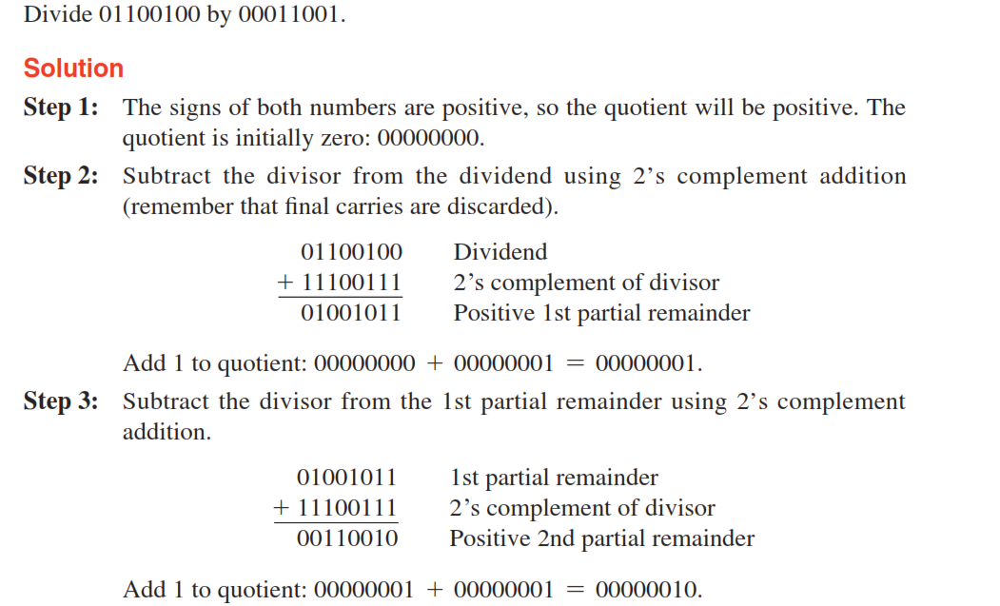 Divide 01100100 by 00011001.
Solution
Step 1: The signs of both numbers are positive, so the quotient will be positive. The
quotient is initially zero: 00000000.
Step 2: Subtract the divisor from the dividend using 2’s complement addition
(remember that final carries are discarded).
01100100 Dividend
+ 11100111 2’s complement of divisor
01001011 Positive 1st partial remainder
Add 1 to quotient: 00000000 + 00000001 = 00000001.
Step 3: Subtract the divisor from the 1st partial remainder using 2’s complement
addition.
01001011 1st partial remainder
+ 11100111 2’s complement of divisor
00110010 Positive 2nd partial remainder
Add 1 to quotient: 00000001 + 00000001 = 00000010.